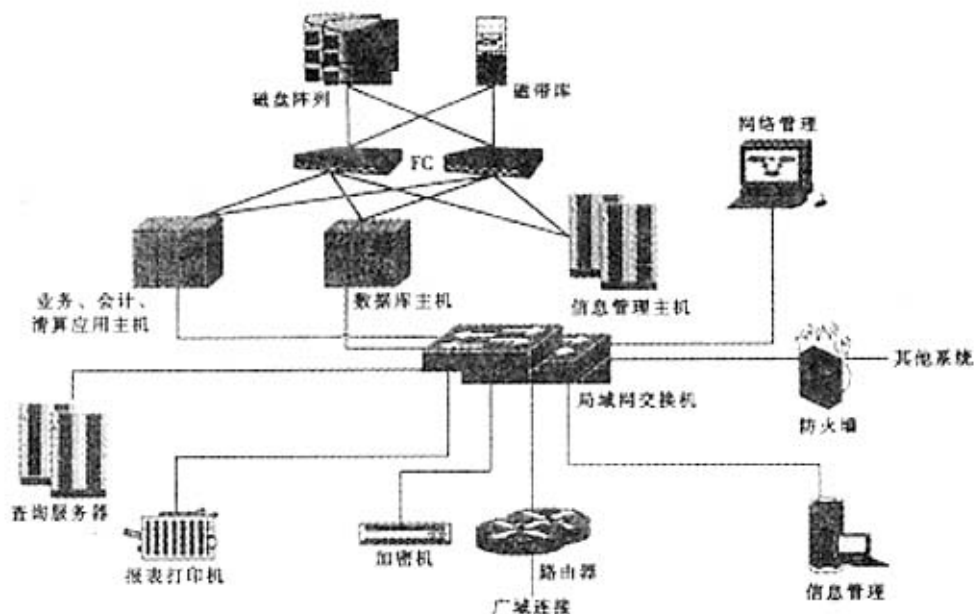 磁盘阵列
磁带库
网络管理
FC
业务、会计、
清算应用主机
数据库主机
信息管理主机
局域网交换机
其他系统
防火墙
查询服务器
报表打印机
加密机
路由器
信息管理
广域连接